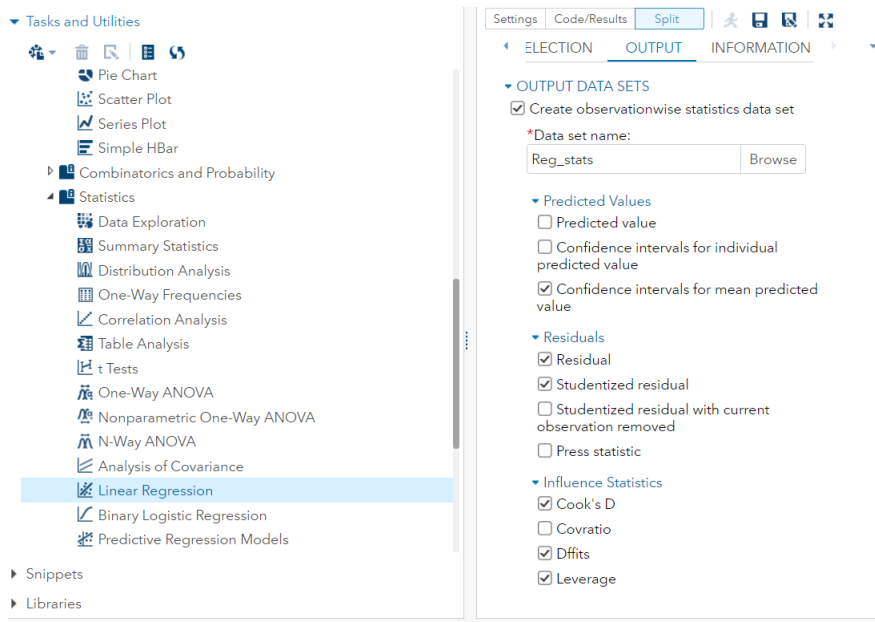 Tasks and Utilities
Pie Chart
Scatter Plot
Series Plot
Simple HBar
Combinatorics and Probability
Statistics
Data Exploration
Summary Statistics
Distribution Analysis
One-Way Frequencies
Correlation Analysis
Table Analysis
t Tests
One-Way ANOVA
Nonparametric One-Way ANOVA
N-Way ANOVA
Analysis of Covariance
Linear Regression
Binary Logistic Regression
Predictive Regression Models
Snippets
Libraries
Settings Code/Results Split
ELECTION OUTPUT INFORMATION
OUTPUT DATA SETS
Create observationwise statistics data set
*Data set name:
Reg_stats Browse
Predicted Values
Predicted value
Confidence intervals for individual
predicted value
Confidence intervals for mean predicted
value
Residuals
Residual
Studentized residual
Studentized residual with current
observation removed
Press statistic
Influence Statistics
Cook's D
Covratio
Dffits
Leverage